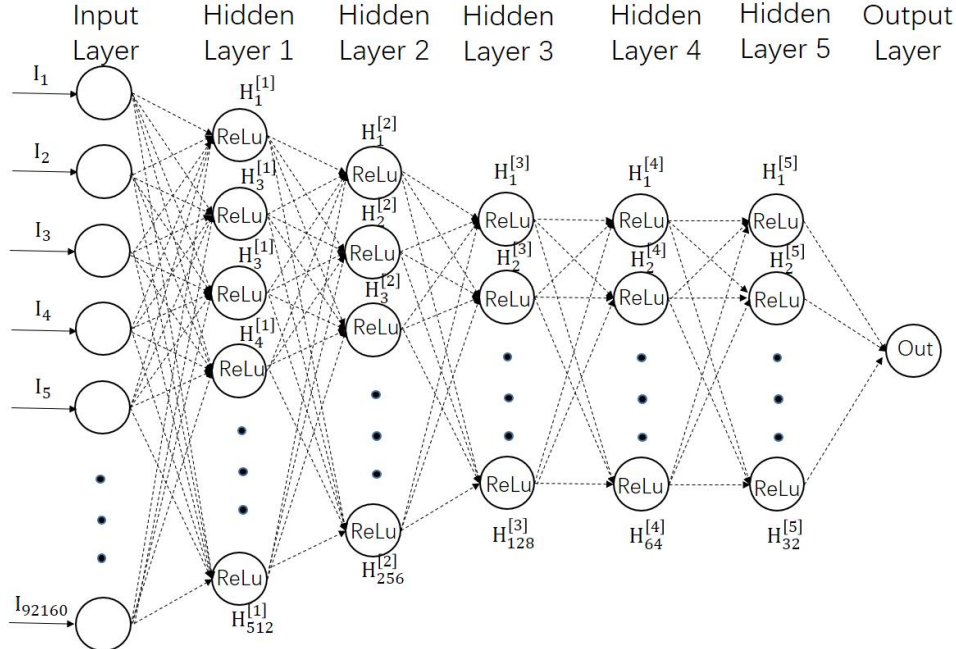 Input Layer
Hidden Layer 1
Hidden Layer 2
Hidden Layer 3
Hidden Layer 4
Hidden Layer 5
Output Layer
I₁
I₂
I₃
I₄
I₅
I₉₂₁₆₀
H₁^[1]
ReLu
H₃^[1]
ReLu
H₃^[1]
ReLu
H₄^[1]
ReLu
ReLu
H₅₁₂^[1]
H₁^[2]
ReLu
H₂^[2]
ReLu
H₃^[2]
ReLu
ReLu
H₂₅₆^[2]
H₁^[3]
ReLu
H₂^[3]
ReLu
ReLu
H₁₂₈^[3]
H₁^[4]
ReLu
H₂^[4]
ReLu
ReLu
H₆₄^[4]
H₁^[5]
ReLu
H₂^[5]
ReLu
ReLu
H₃₂^[5]
Out